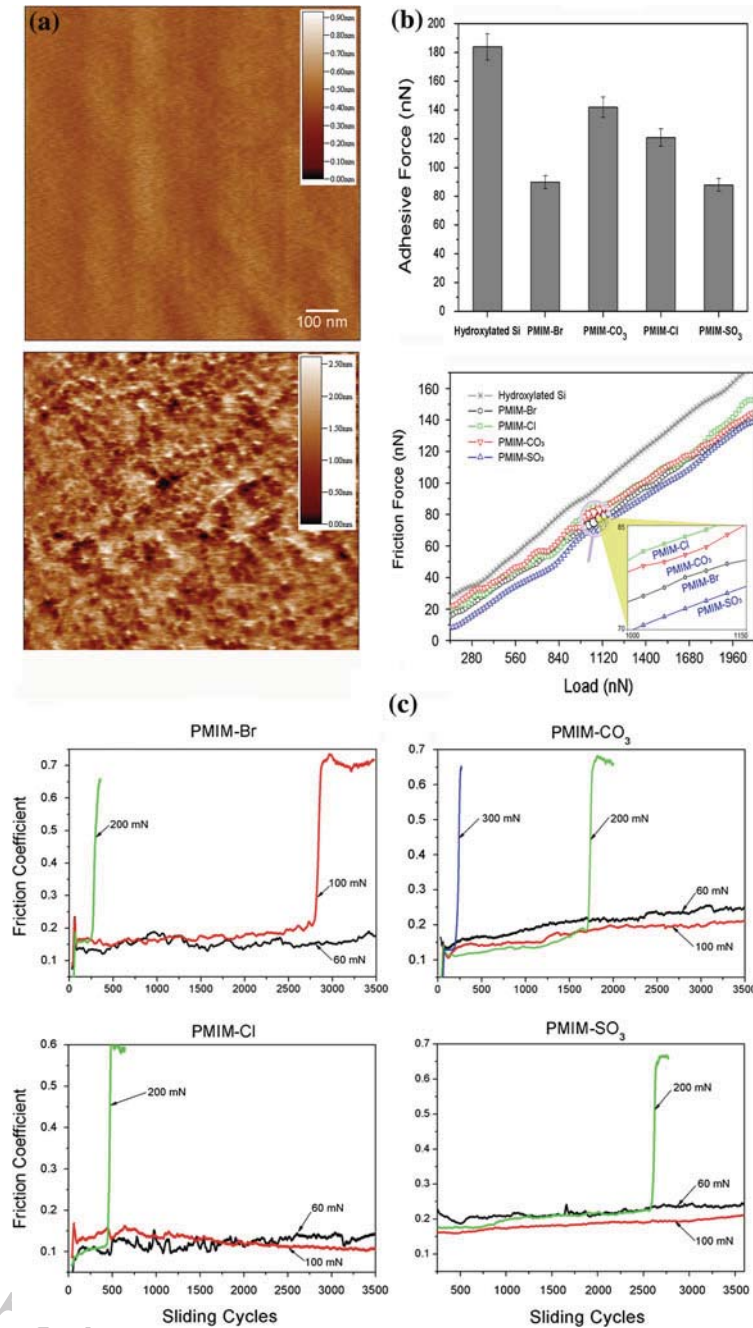 (a)
0.90nm
0.80nm
0.70nm
0.60nm
0.50nm
0.40nm
0.30nm
0.20nm
0.10nm
0.00nm
100 nm
2.50nm
2.00nm
1.50nm
1.00nm
0.50nm
0.00nm
(b)
Adhesive Force (nN)
200
180
160
140
120
100
80
60
40
20
0
Hydroxylated Si PMIM-Br PMIM-CO₃ PMIM-Cl PMIM-SO₃
Friction Force (nN)
160
140
120
100
80
60
40
20
0
Hydroxylated Si
PMIM-Br
PMIM-Cl
PMIM-CO₃
PMIM-SO₃
85
PMIM-Cl
PMIM-CO₃
PMIM-Br
PMIM-SO₃
70
1000 1150
280 560 840 1120 1400 1680 1960
Load (nN)
(c)
PMIM-Br
Friction Coefficient
0.7
0.6
0.5
0.4
0.3
0.2
0.1
200 mN
100 mN
60 mN
0 500 1000 1500 2000 2500 3000 3500
PMIM-CO₃
0.7
0.6
0.5
0.4
0.3
0.2
0.1
300 mN
200 mN
60 mN
100 mN
0 500 1000 1500 2000 2500 3000 3500
PMIM-Cl
Friction Coefficient
0.6
0.5
0.4
0.3
0.2
0.1
200 mN
60 mN
100 mN
0 500 1000 1500 2000 2500 3000 3500
Sliding Cycles
PMIM-SO₃
0.7
0.6
0.5
0.4
0.3
0.2
0.1
200 mN
60 mN
100 mN
500 1000 1500 2000 2500 3000 3500
Sliding Cycles